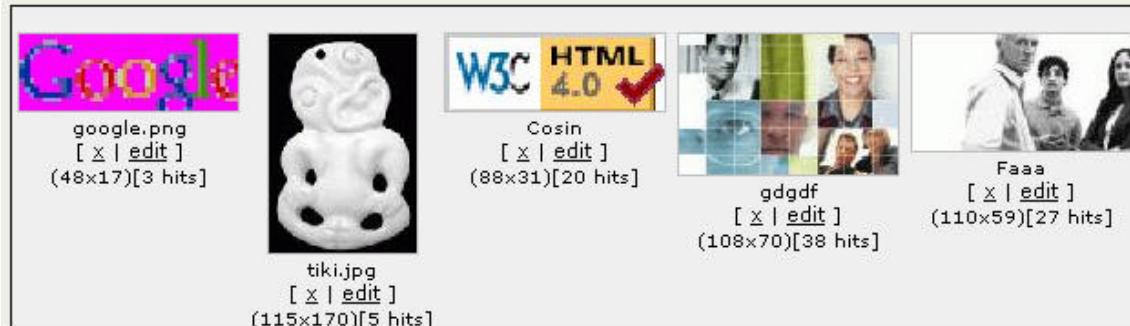 Google
google.png
[ x | edit ]
(48x17)[3 hits]
tiki.jpg
[ x | edit ]
(115x170)[5 hits]
W3C HTML 4.0
Cosin
[ x | edit ]
(88x31)[20 hits]
gdgdf
[ x | edit ]
(108x70)[38 hits]
Faaa
[ x | edit ]
(110x59)[27 hits]